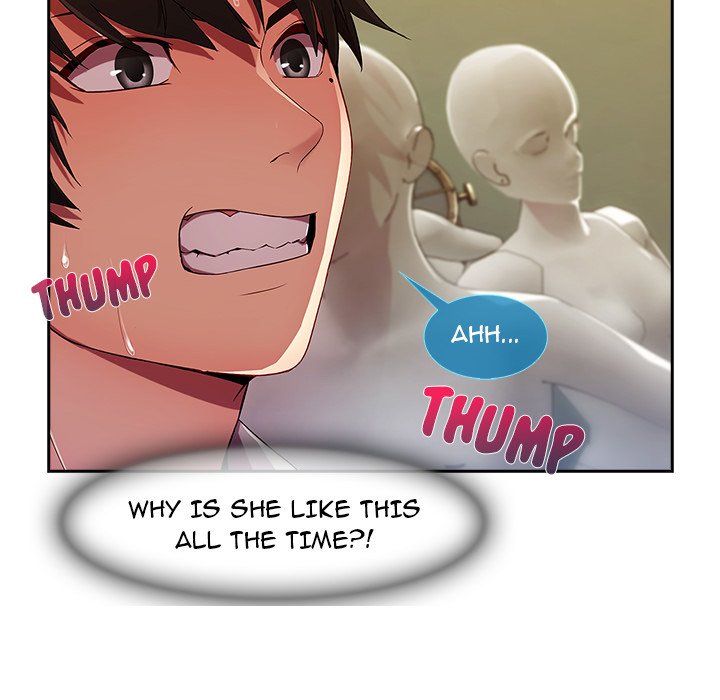 THUMP
AHH...
THUMP
WHY IS SHE LIKE THIS
ALL THE TIME?!